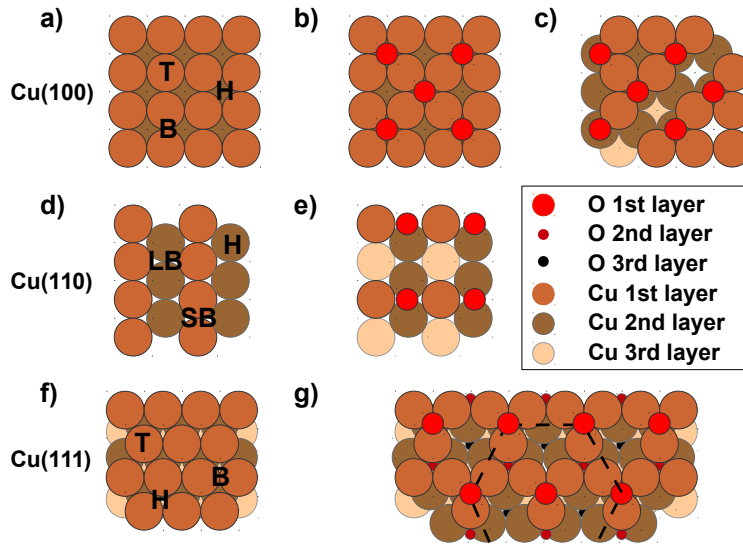 a)
b)
c)
Cu(100)
T
H
B
d)
e)
Cu(110)
H
LB
SB
O 1st layer
O 2nd layer
O 3rd layer
Cu 1st layer
Cu 2nd layer
Cu 3rd layer
f)
g)
Cu(111)
T
B
H